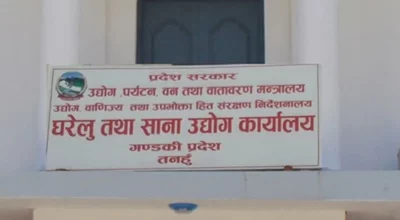 प्रदेश सरकार
उद्योग ,पर्यटन, वन तथा वातावरण मन्त्रालय
उद्योग, वाणिज्य तथा उपभोक्ता हित संरक्षण निर्देशनालय
घरेलु तथा साना उद्योग कार्यालय
गण्डकी प्रदेश
तनहुँ